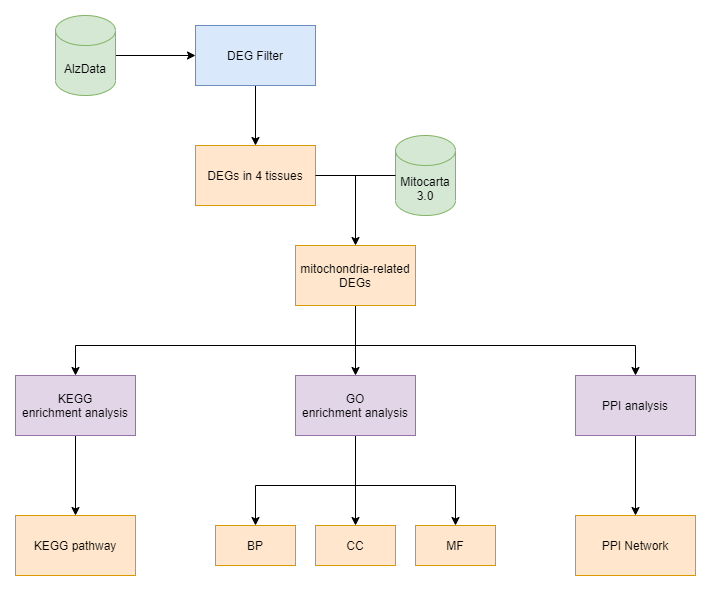 AlzData
DEG Filter
DEGs in 4 tissues
Mitocarta
3.0
mitochondria-related
DEGs
KEGG
enrichment analysis
GO
enrichment analysis
PPI analysis
KEGG pathway
BP
CC
MF
PPI Network